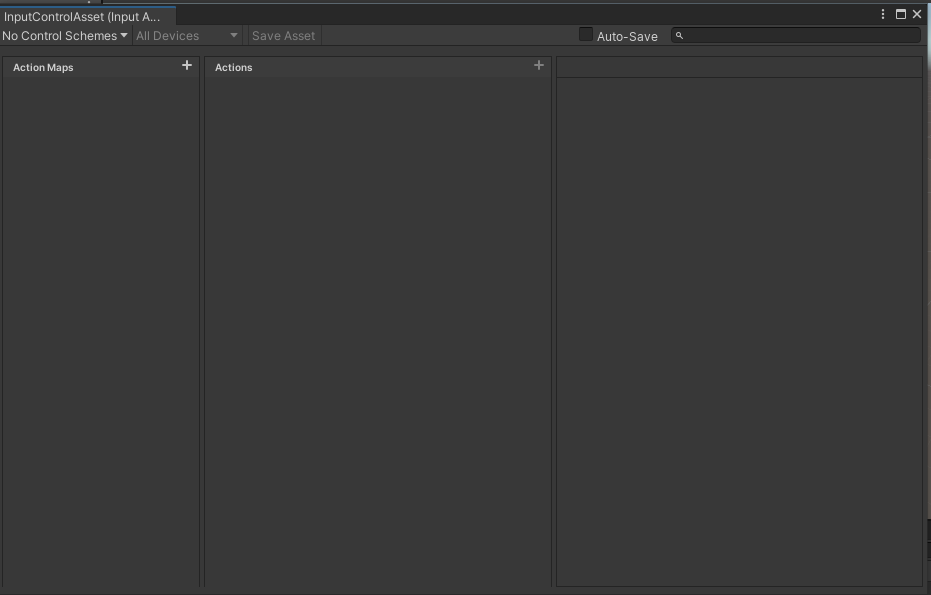 InputControlAsset (Input A...
No Control Schemes All Devices Save Asset Auto-Save
Action Maps + Actions +